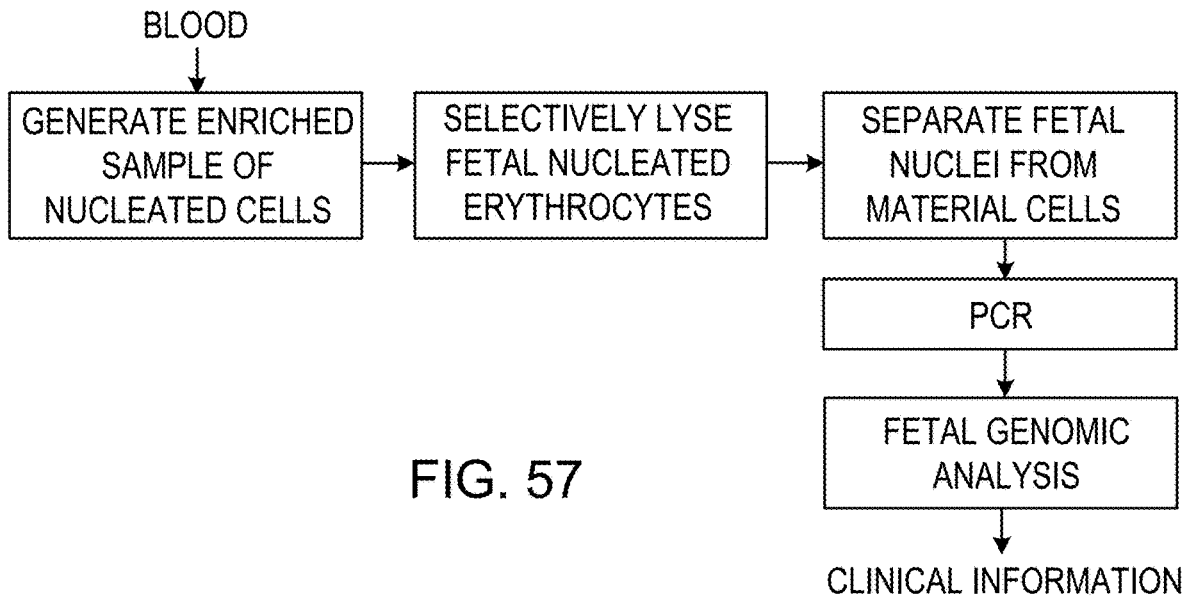 BLOOD
GENERATE ENRICHED
SAMPLE OF
NUCLEATED CELLS
SELECTIVELY LYSE
FETAL NUCLEATED
ERYTHROCYTES
SEPARATE FETAL
NUCLEI FROM
MATERIAL CELLS
PCR
FETAL GENOMIC
ANALYSIS
CLINICAL INFORMATION
FIG. 57